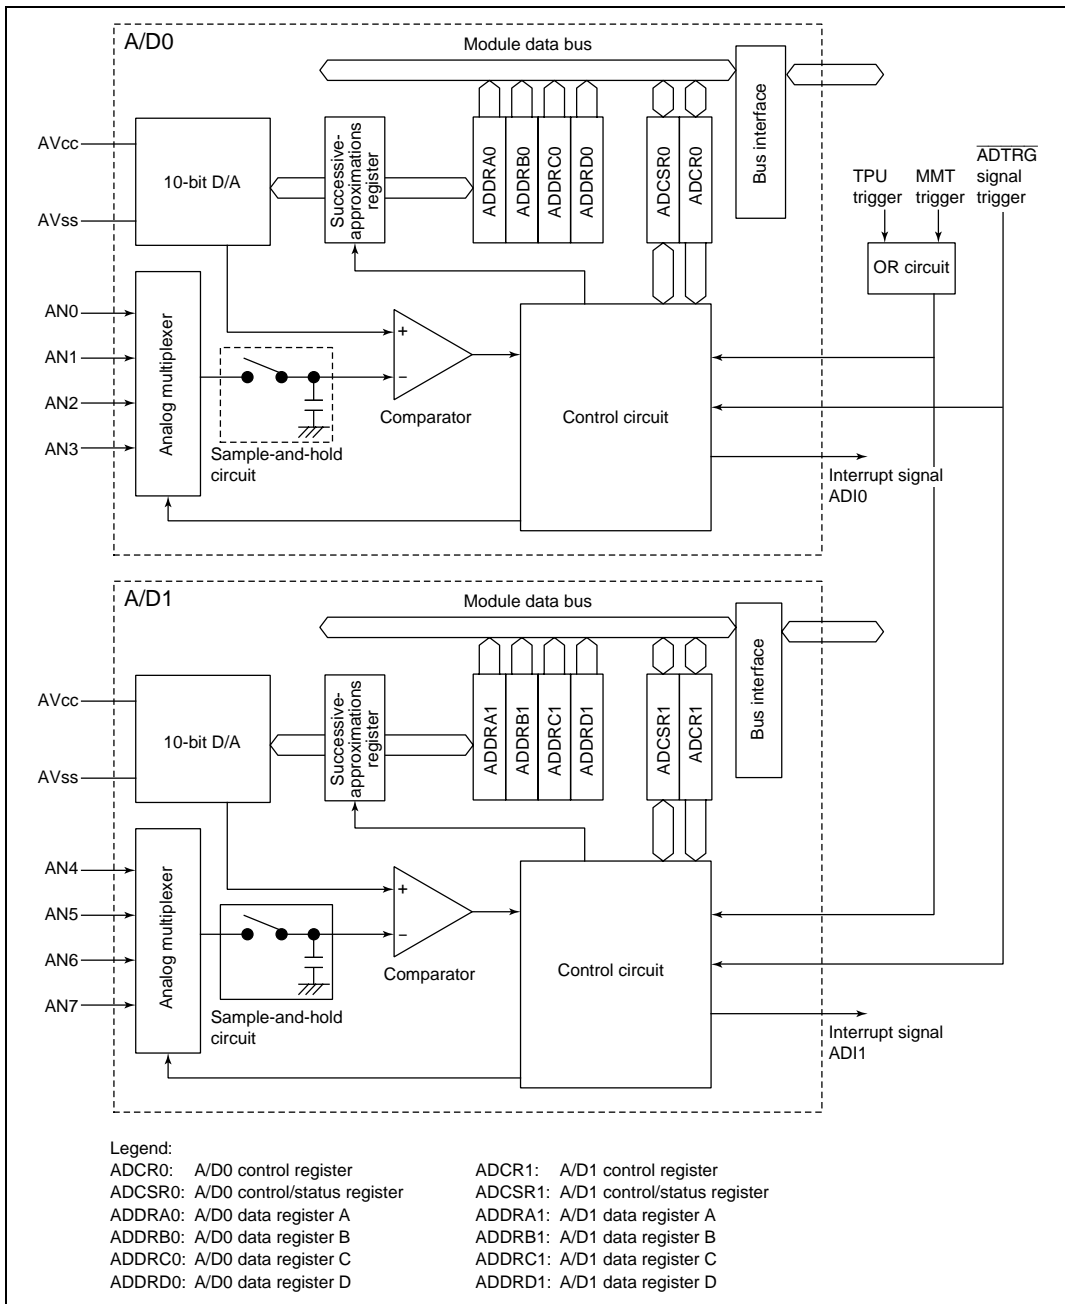 A/D0
Module data bus
Bus interface
AVcc
10-bit D/A
AVss
Successive-
approximations
register
ADDRA0
ADDRB0
ADDRC0
ADDRD0
ADCSR0
ADCR0
TPU
trigger
MMT
trigger
ADTRG
signal
trigger
OR circuit
AN0
AN1
AN2
AN3
Analog multiplexer
+
−
Comparator
Sample-and-hold
circuit
Control circuit
Interrupt signal
ADI0
A/D1
Module data bus
Bus interface
AVcc
10-bit D/A
AVss
Successive-
approximations
register
ADDRA1
ADDRB1
ADDRC1
ADDRD1
ADCSR1
ADCR1
AN4
AN5
AN6
AN7
Analog multiplexer
+
−
Comparator
Sample-and-hold
circuit
Control circuit
Interrupt signal
ADI1
Legend:
ADCR0: A/D0 control register
ADCSR0: A/D0 control/status register
ADDRA0: A/D0 data register A
ADDRB0: A/D0 data register B
ADDRC0: A/D0 data register C
ADDRD0: A/D0 data register D
ADCR1: A/D1 control register
ADCSR1: A/D1 control/status register
ADDRA1: A/D1 data register A
ADDRB1: A/D1 data register B
ADDRC1: A/D1 data register C
ADDRD1: A/D1 data register D